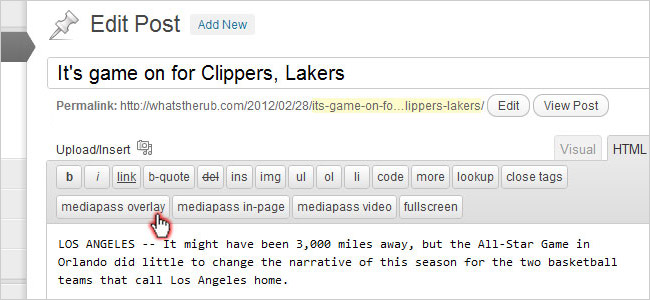 Edit Post Add New
It's game on for Clippers, Lakers
Permalink: http://whatstherub.com/2012/02/28/its-game-on-fo…lippers-lakers/ Edit View Post
Upload/Insert Visual HTML
b i link b-quote del ins img ul ol li code more lookup close tags
mediapass overlay mediapass in-page mediapass video fullscreen
LOS ANGELES -- It might have been 3,000 miles away, but the All-Star Game in
Orlando did little to change the narrative of this season for the two basketball
teams that call Los Angeles home.